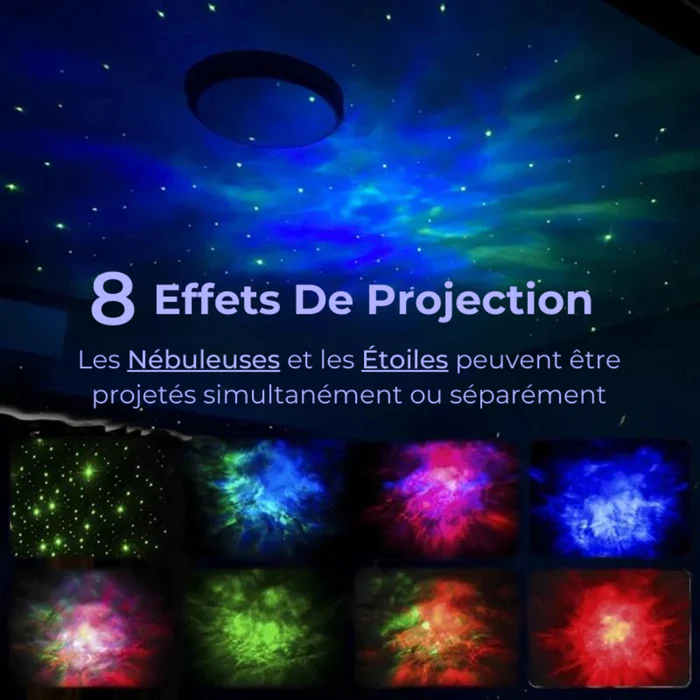 8 Effets De Projection
Les Nébuleuses et les Étoiles peuvent être
projetés simultanément ou séparément